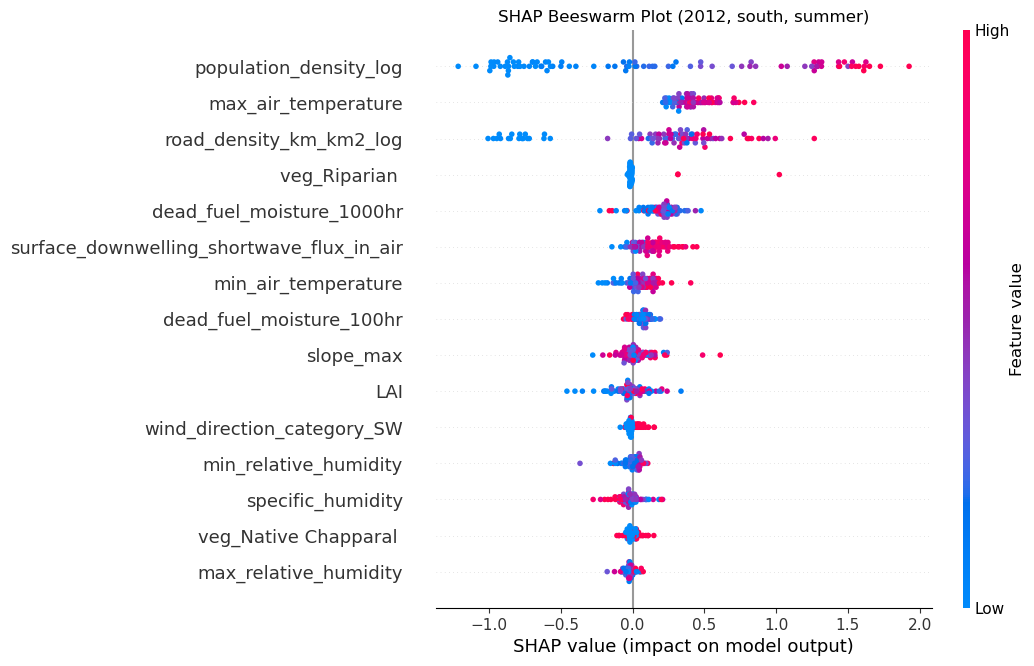 SHAP Beeswarm Plot (2012, south, summer)
High
population_density_log
max_air_temperature
road_density_km_km2_log
veg_Riparian
dead_fuel_moisture_1000hr
surface_downwelling_shortwave_flux_in_air
min_air_temperature
dead_fuel_moisture_100hr
slope_max
LAI
wind_direction_category_SW
min_relative_humidity
specific_humidity
veg_Native Chapparal
max_relative_humidity
Feature value
Low
−1.0 −0.5 0.0 0.5 1.0 1.5 2.0
SHAP value (impact on model output)